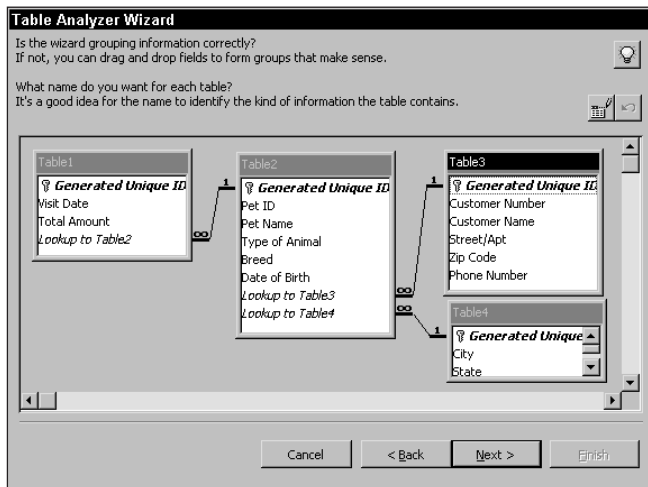 Table Analyzer Wizard
Is the wizard grouping information correctly?
If not, you can drag and drop fields to form groups that make sense.
What name do you want for each table?
It's a good idea for the name to identify the kind of information the table contains.
Table1
Generated Unique ID
Visit Date
Total Amount
Lookup to Table2
1
∞
Table2
Generated Unique ID
Pet ID
Pet Name
Type of Animal
Breed
Date of Birth
Lookup to Table3
Lookup to Table4
1
∞
∞
1
Table3
Generated Unique ID
Customer Number
Customer Name
Street/Apt
Zip Code
Phone Number
Table4
Generated Unique
City
State
Cancel
< Back
Next >
Finish